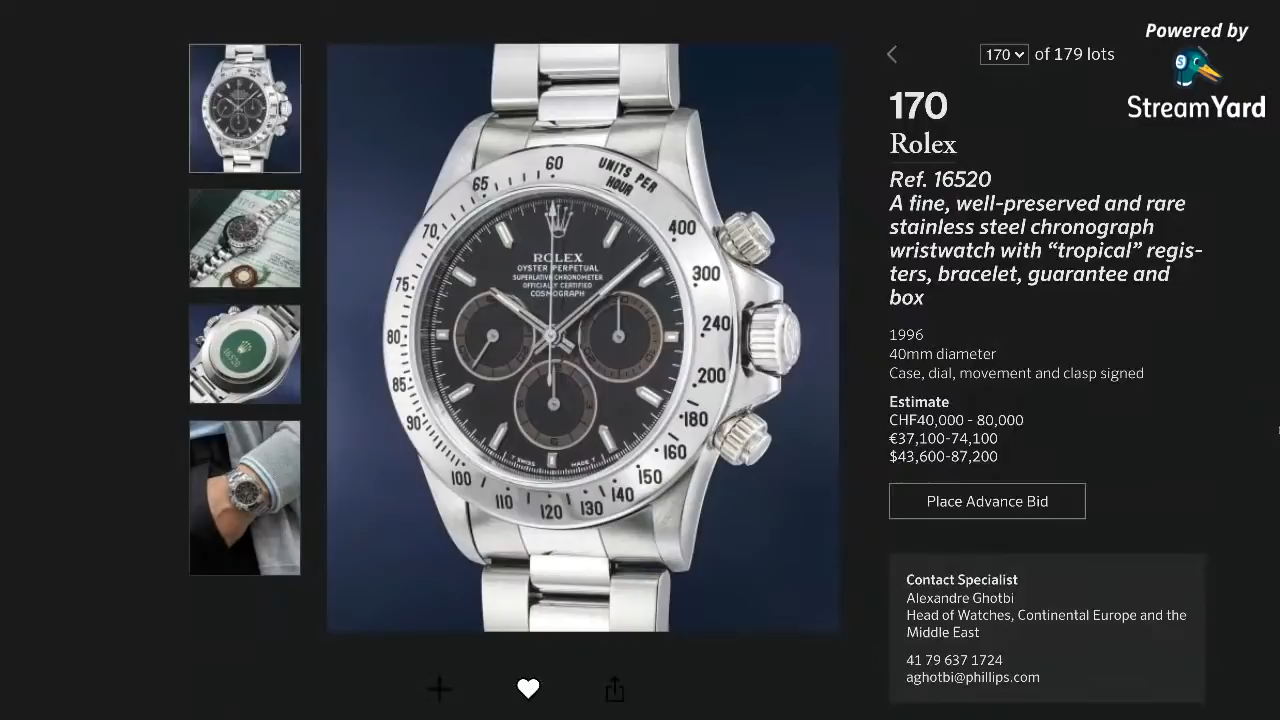 Powered by
StreamYard
170 of 179 lots
170
Rolex
Ref. 16520
A fine, well-preserved and rare
stainless steel chronograph
wristwatch with “tropical” regis-
ters, bracelet, guarantee and
box
1996
40mm diameter
Case, dial, movement and clasp signed
Estimate
CHF40,000 - 80,000
€37,100-74,100
$43,600-87,200
Place Advance Bid
Contact Specialist
Alexandre Ghotbi
Head of Watches, Continental Europe and the
Middle East
41 79 637 1724
aghotbi@phillips.com
UNITS PER
HOUR
400
300
240
200
180
160
150
140
130
120
110
100
90
85
80
75
70
65
60
ROLEX
OYSTER PERPETUAL
SUPERLATIVE CHRONOMETER
OFFICIALLY CERTIFIED
COSMOGRAPH
T SWISS MADE T